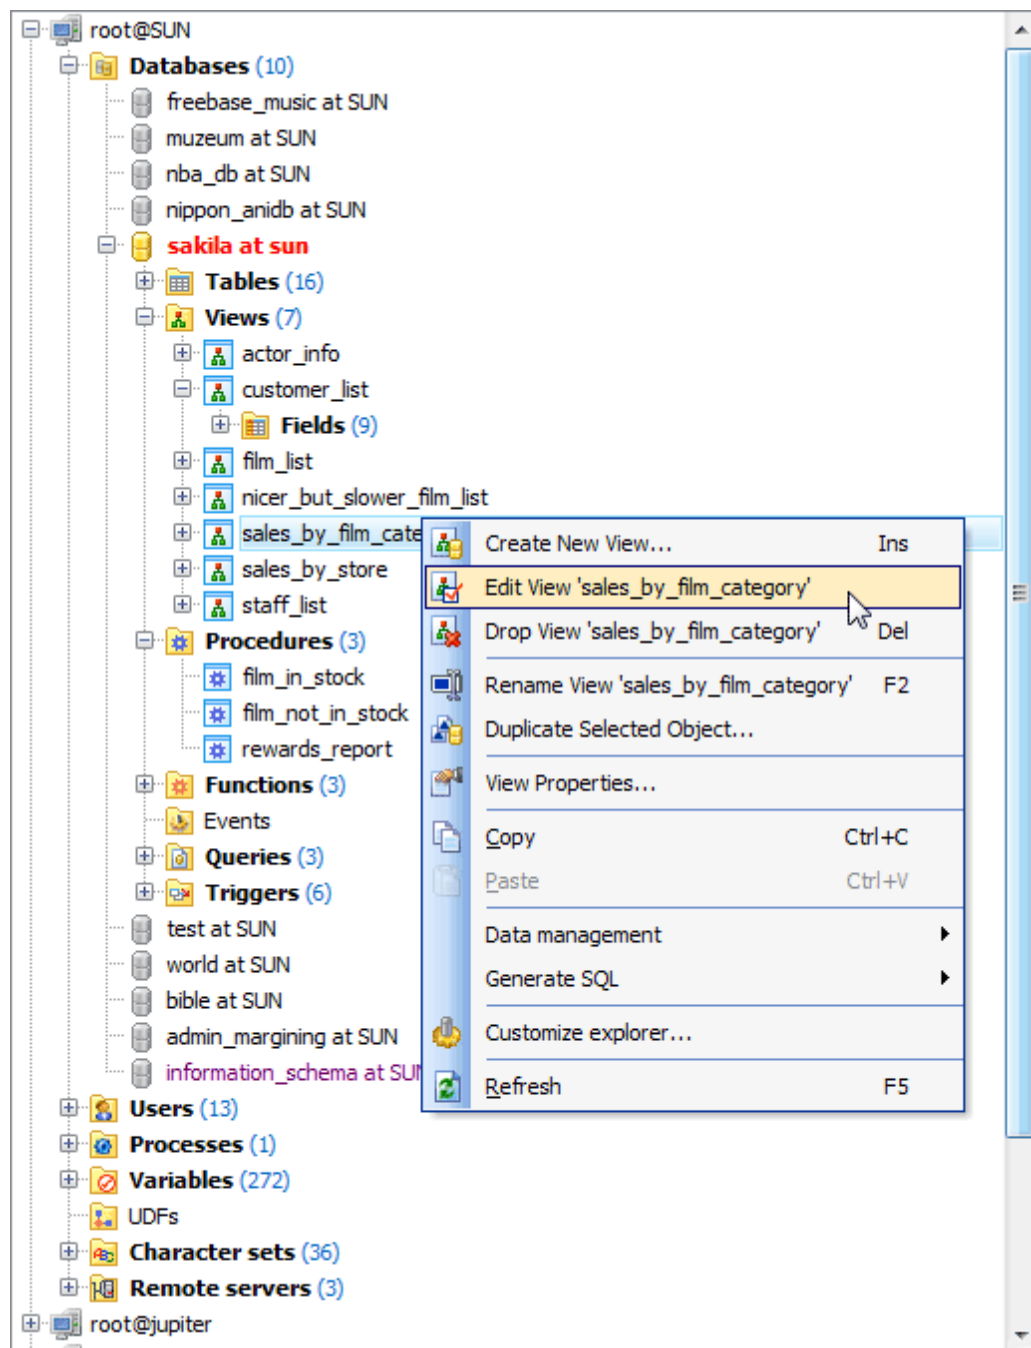 root@SUN
Databases (10)
freebase_music at SUN
muzeum at SUN
nba_db at SUN
nippon_anidb at SUN
sakila at sun
Tables (16)
Views (7)
actor_info
customer_list
Fields (9)
film_list
nicer_but_slower_film_list
sales_by_film_cate
sales_by_store
staff_list
Procedures (3)
film_in_stock
film_not_in_stock
rewards_report
Functions (3)
Events
Queries (3)
Triggers (6)
test at SUN
world at SUN
bible at SUN
admin_margining at SUN
information_schema at SUN
Users (13)
Processes (1)
Variables (272)
UDFs
Character sets (36)
Remote servers (3)
root@jupiter
Create New View... Ins
Edit View 'sales_by_film_category'
Drop View 'sales_by_film_category' Del
Rename View 'sales_by_film_category' F2
Duplicate Selected Object...
View Properties...
Copy Ctrl+C
Paste Ctrl+V
Data management
Generate SQL
Customize explorer...
Refresh F5